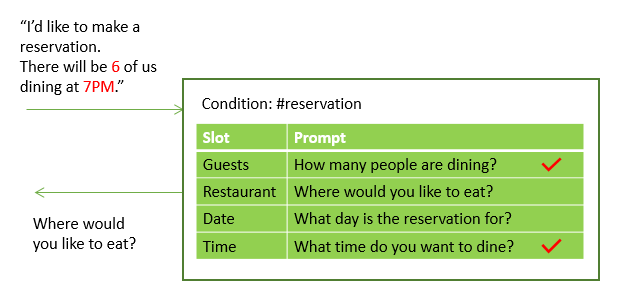 “I’d like to make a
reservation.
There will be 6 of us
dining at 7PM.”
Condition: #reservation
Slot Prompt
Guests How many people are dining?
Restaurant Where would you like to eat?
Date What day is the reservation for?
Time What time do you want to dine?
Where would
you like to eat?